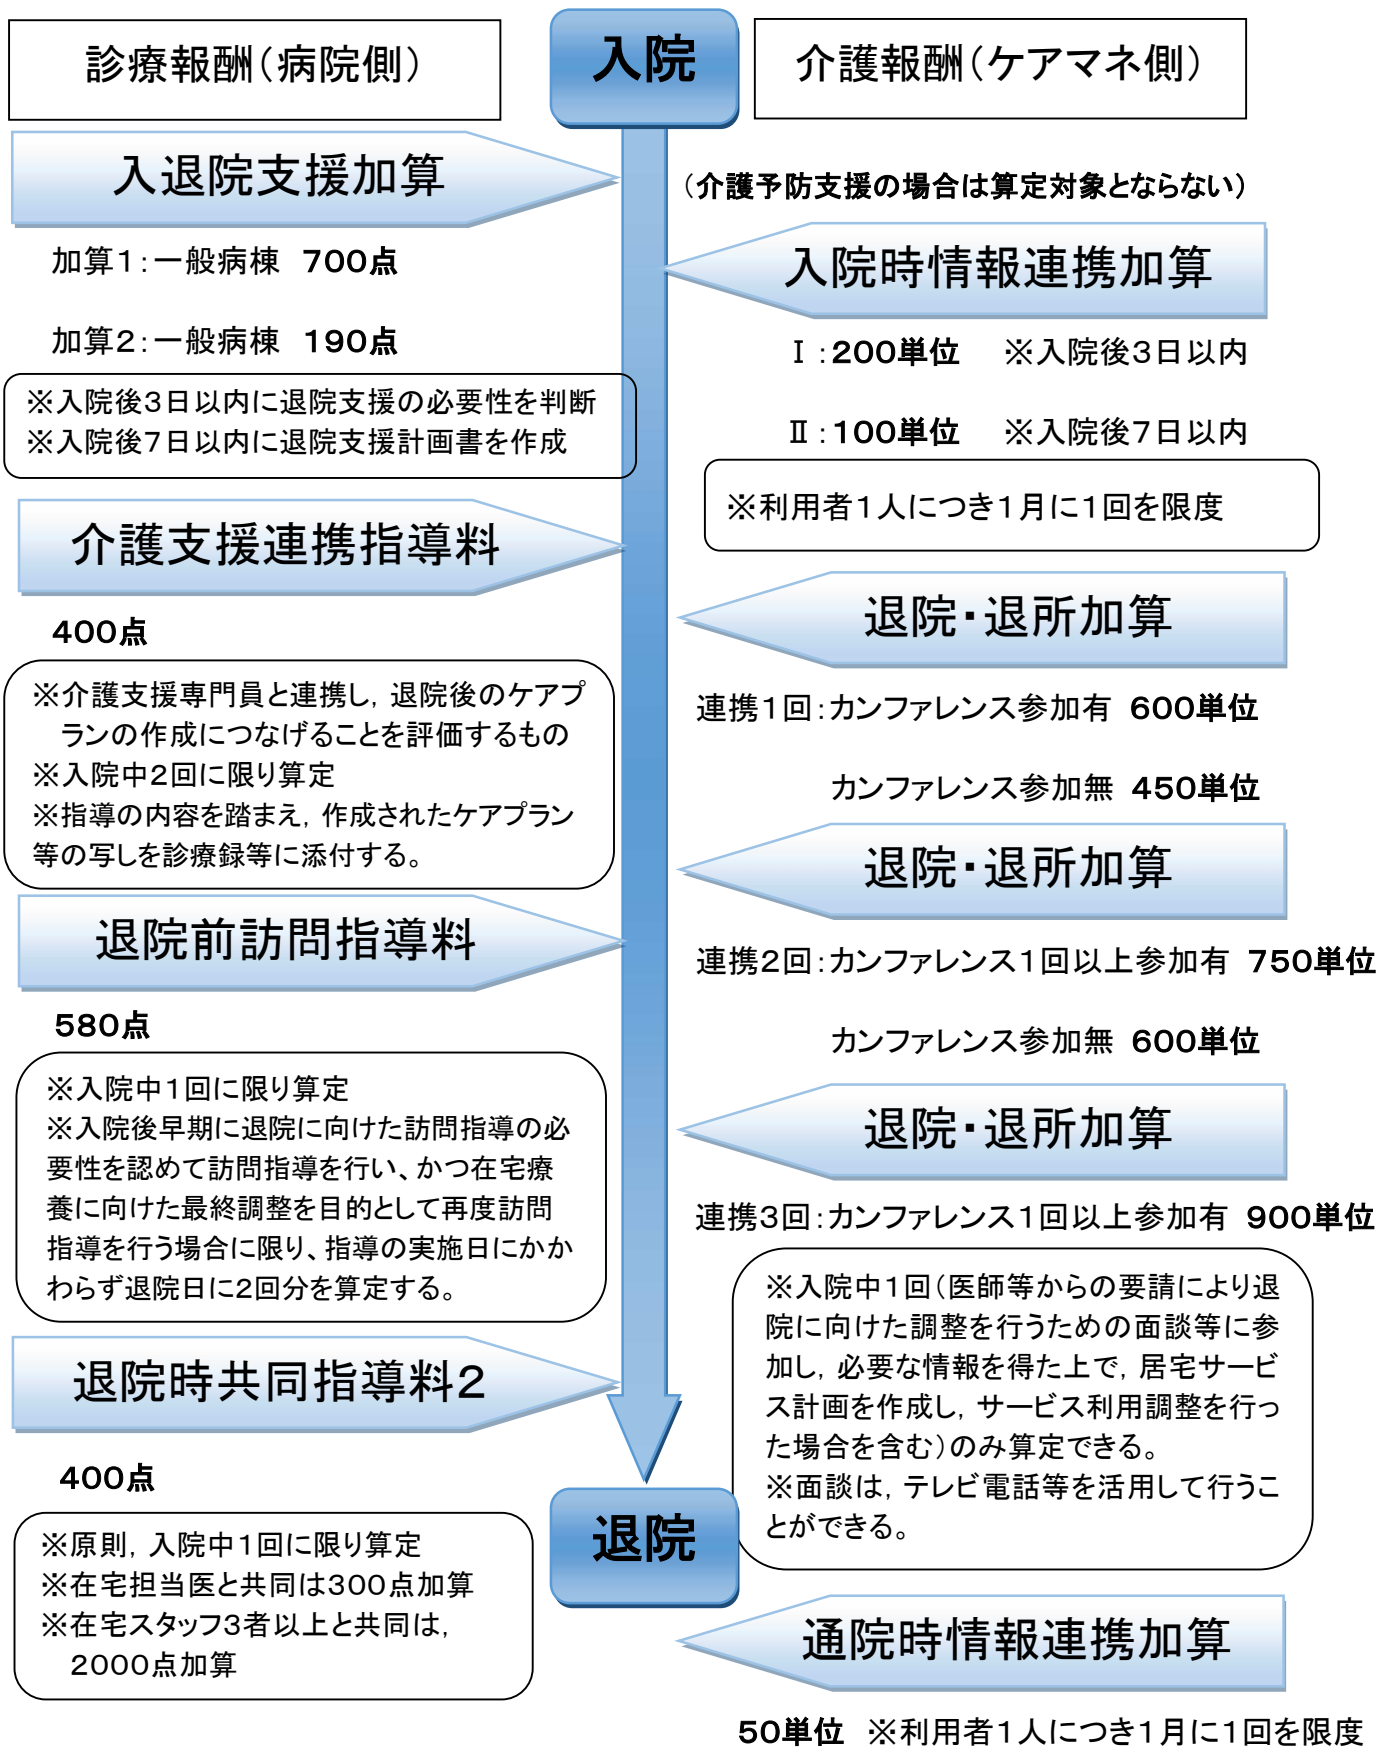 診療報酬（病院側）
入院
介護報酬（ケアマネ側）
入退院支援加算
加算１：一般病棟　７００点
加算２：一般病棟　１９０点
※入院後３日以内に退院支援の必要性を判断
※入院後７日以内に退院支援計画書を作成
介護支援連携指導料
４００点
※介護支援専門員と連携し，退院後のケアプ
ランの作成につなげることを評価するもの
※入院中２回に限り算定
※指導の内容を踏まえ，作成されたケアプラン
等の写しを診療録等に添付する。
退院前訪問指導料
５８０点
※入院中１回に限り算定
※入院後早期に退院に向けた訪問指導の必
要性を認めて訪問指導を行い、かつ在宅療
養に向けた最終調整を目的として再度訪問
指導を行う場合に限り、指導の実施日にかか
わらず退院日に２回分を算定する。
退院時共同指導料２
４００点
※原則，入院中１回に限り算定
※在宅担当医と共同は３００点加算
※在宅スタッフ３者以上と共同は，
２０００点加算
（介護予防支援の場合は算定対象とならない）
入院時情報連携加算
Ⅰ：２００単位　※入院後３日以内
Ⅱ：１００単位　※入院後７日以内
※利用者１人につき１月に１回を限度
退院・退所加算
連携１回：カンファレンス参加有　６００単位
カンファレンス参加無　４５０単位
退院・退所加算
連携２回：カンファレンス１回以上参加有　７５０単位
カンファレンス参加無　６００単位
退院・退所加算
連携３回：カンファレンス１回以上参加有　９００単位
※入院中１回（医師等からの要請により退
院に向けた調整を行うための面談等に参
加し，必要な情報を得た上で，居宅サービ
ス計画を作成し，サービス利用調整を行っ
た場合を含む）のみ算定できる。
※面談は，テレビ電話等を活用して行うこ
とができる。
退院
通院時情報連携加算
５０単位　※利用者１人につき１月に１回を限度